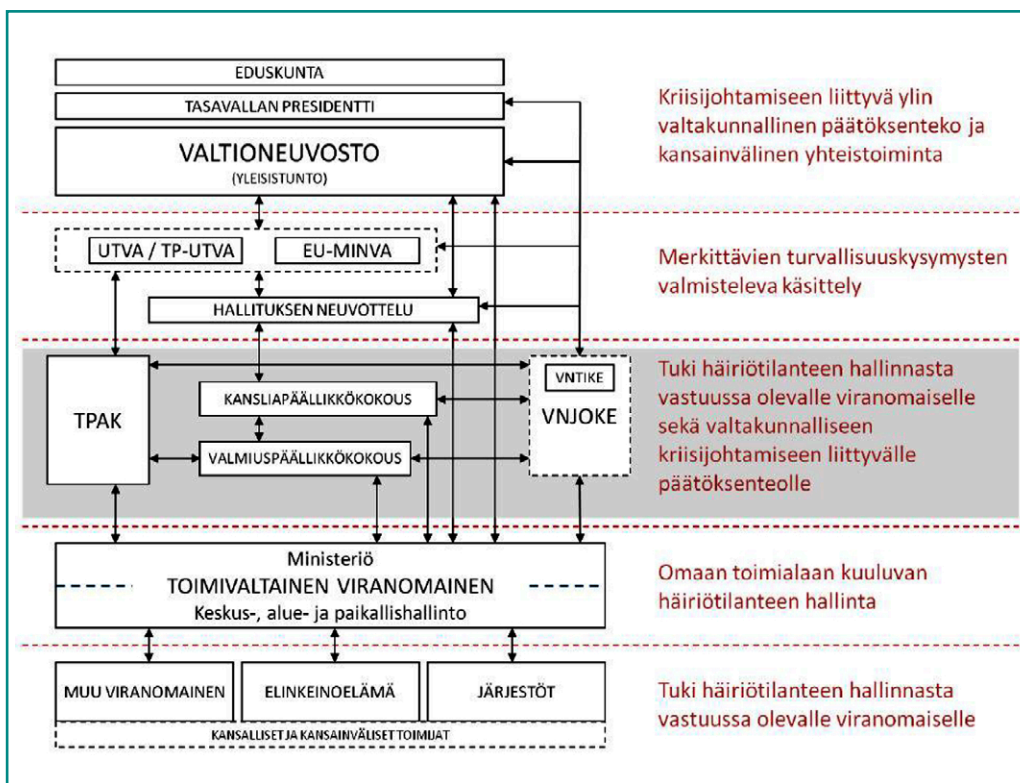 EDUSKUNTA
TASAVALLAN PRESIDENTTI
VALTIONEUVOSTO
(YLEISISTUNTO)
Kriisijohtamiseen liittyvä ylin
valtakunnallinen päätöksenteko ja
kansainvälinen yhteistoiminta
UTVA / TP-UTVA
EU-MINVA
HALLITUKSEN NEUVOTTELU
Merkittävien turvallisuuskysymysten
valmisteleva käsittely
TPAK
KANSLIAPÄÄLLIKKÖKOKOUS
VALMIUSPÄÄLLIKKÖKOKOUS
VNTIKE
VNJOKE
Tuki häiriötilanteen hallinnasta
vastuussa olevalle viranomaiselle
sekä valtakunnalliseen
kriisijohtamiseen liittyvälle
päätöksenteolle
Ministeriö
TOIMIVALTAINEN VIRANOMAINEN
Keskus-, alue- ja paikallishallinto
Omaan toimialaan kuuluvan
häiriötilanteen hallinta
MUU VIRANOMAINEN
ELINKEINOELÄMÄ
JÄRJESTÖT
KANSALLISET JA KANSAINVÄLISET TOIMIJAT
Tuki häiriötilanteen hallinnasta
vastuussa olevalle viranomaiselle